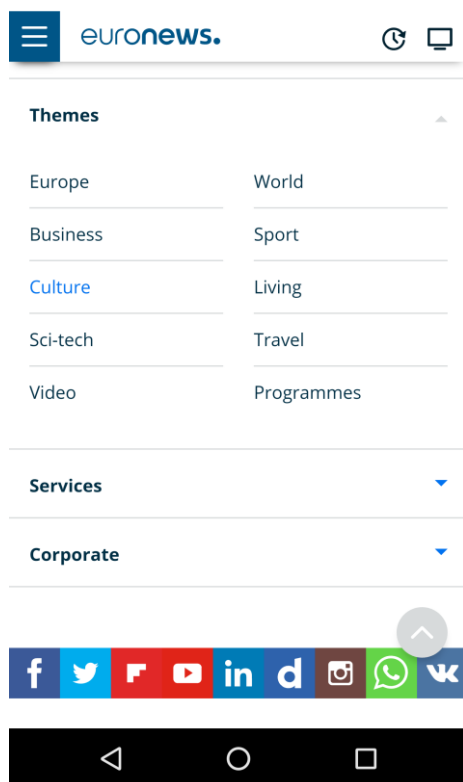 euronews.
Themes
Europe World
Business Sport
Culture Living
Sci-tech Travel
Video Programmes
Services
Corporate